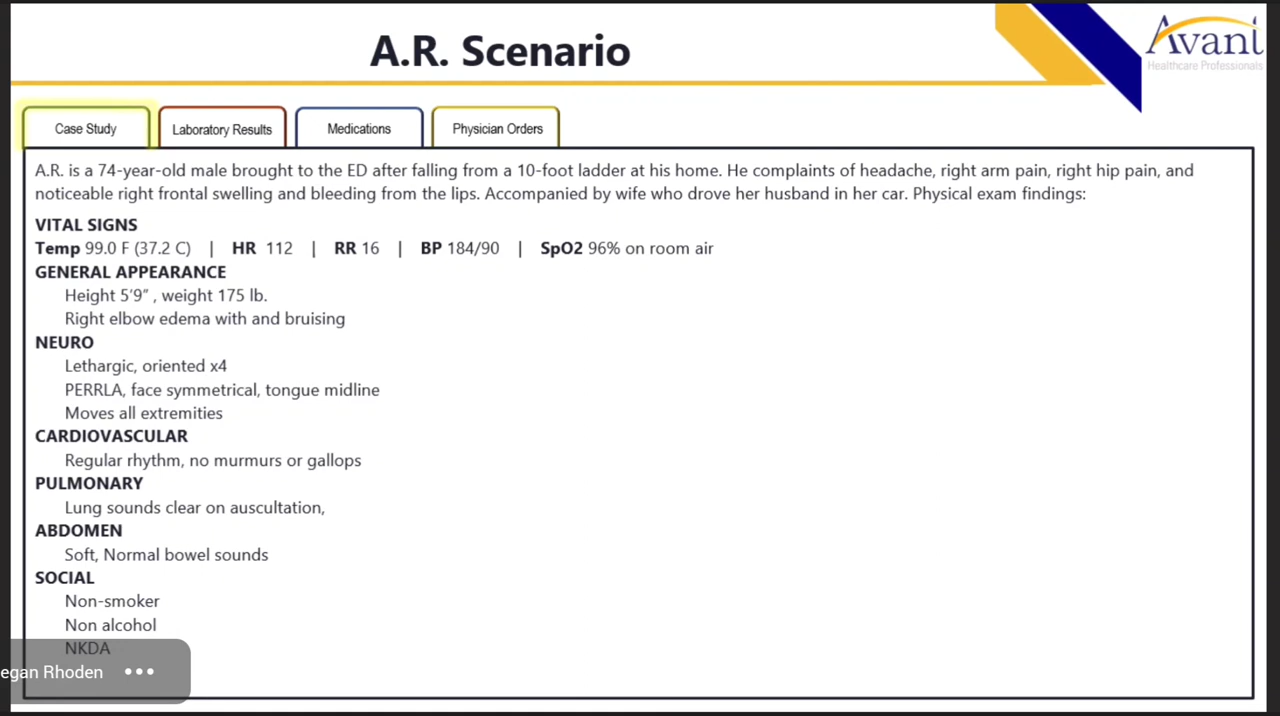 A.R. Scenario
Avant
Healthcare Professionals
Case Study
Laboratory Results
Medications
Physician Orders
A.R. is a 74-year-old male brought to the ED after falling from a 10-foot ladder at his home. He complaints of headache, right arm pain, right hip pain, and
noticeable right frontal swelling and bleeding from the lips. Accompanied by wife who drove her husband in her car. Physical exam findings:
VITAL SIGNS
Temp 99.0 F (37.2 C) | HR 112 | RR 16 | BP 184/90 | SpO2 96% on room air
GENERAL APPEARANCE
Height 5’9” , weight 175 lb.
Right elbow edema with and bruising
NEURO
Lethargic, oriented x4
PERRLA, face symmetrical, tongue midline
Moves all extremities
CARDIOVASCULAR
Regular rhythm, no murmurs or gallops
PULMONARY
Lung sounds clear on auscultation,
ABDOMEN
Soft, Normal bowel sounds
SOCIAL
Non-smoker
Non alcohol
NKDA
egan Rhoden